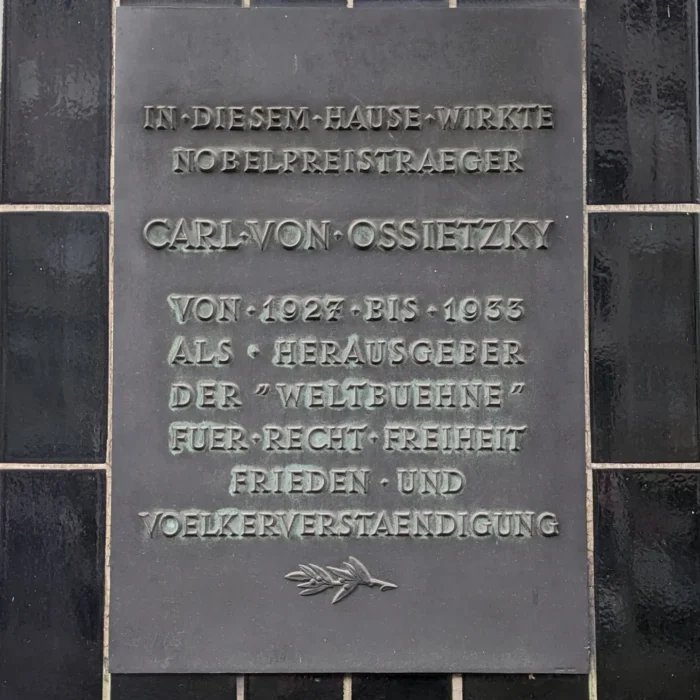 IN·DIESEM·HAUSE·WIRKTE
NOBELPREISTRAEGER
CARL·VON·OSSIETZKY
VON·1927·BIS·1933
ALS·HERAUSGEBER
DER "WELTBUEHNE"
FUER·RECHT·FREIHEIT
FRIEDEN·UND
VOELKERVERSTAENDIGUNG